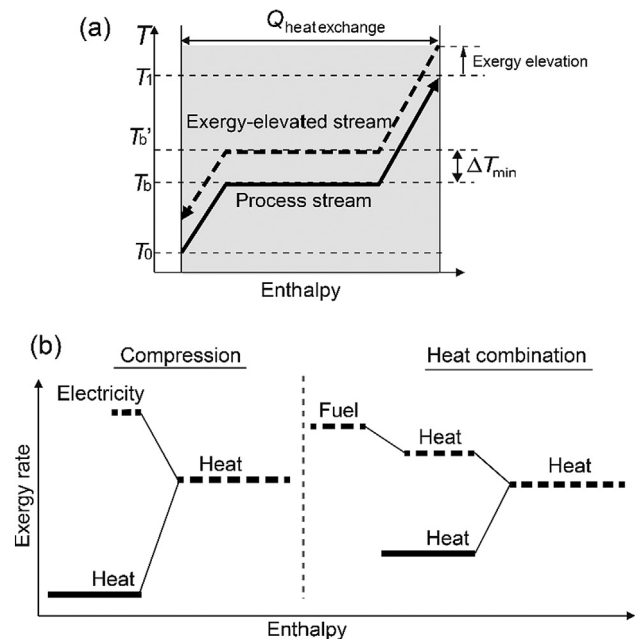 (a)
T
Q heat exchange
T1
Exergy elevation
Exergy-elevated stream
Tb'
ΔTmin
Tb
Process stream
T0
Enthalpy
(b)
Compression
Heat combination
Electricity
Fuel
Heat
Heat
Heat
Exergy rate
Heat
Heat
Enthalpy